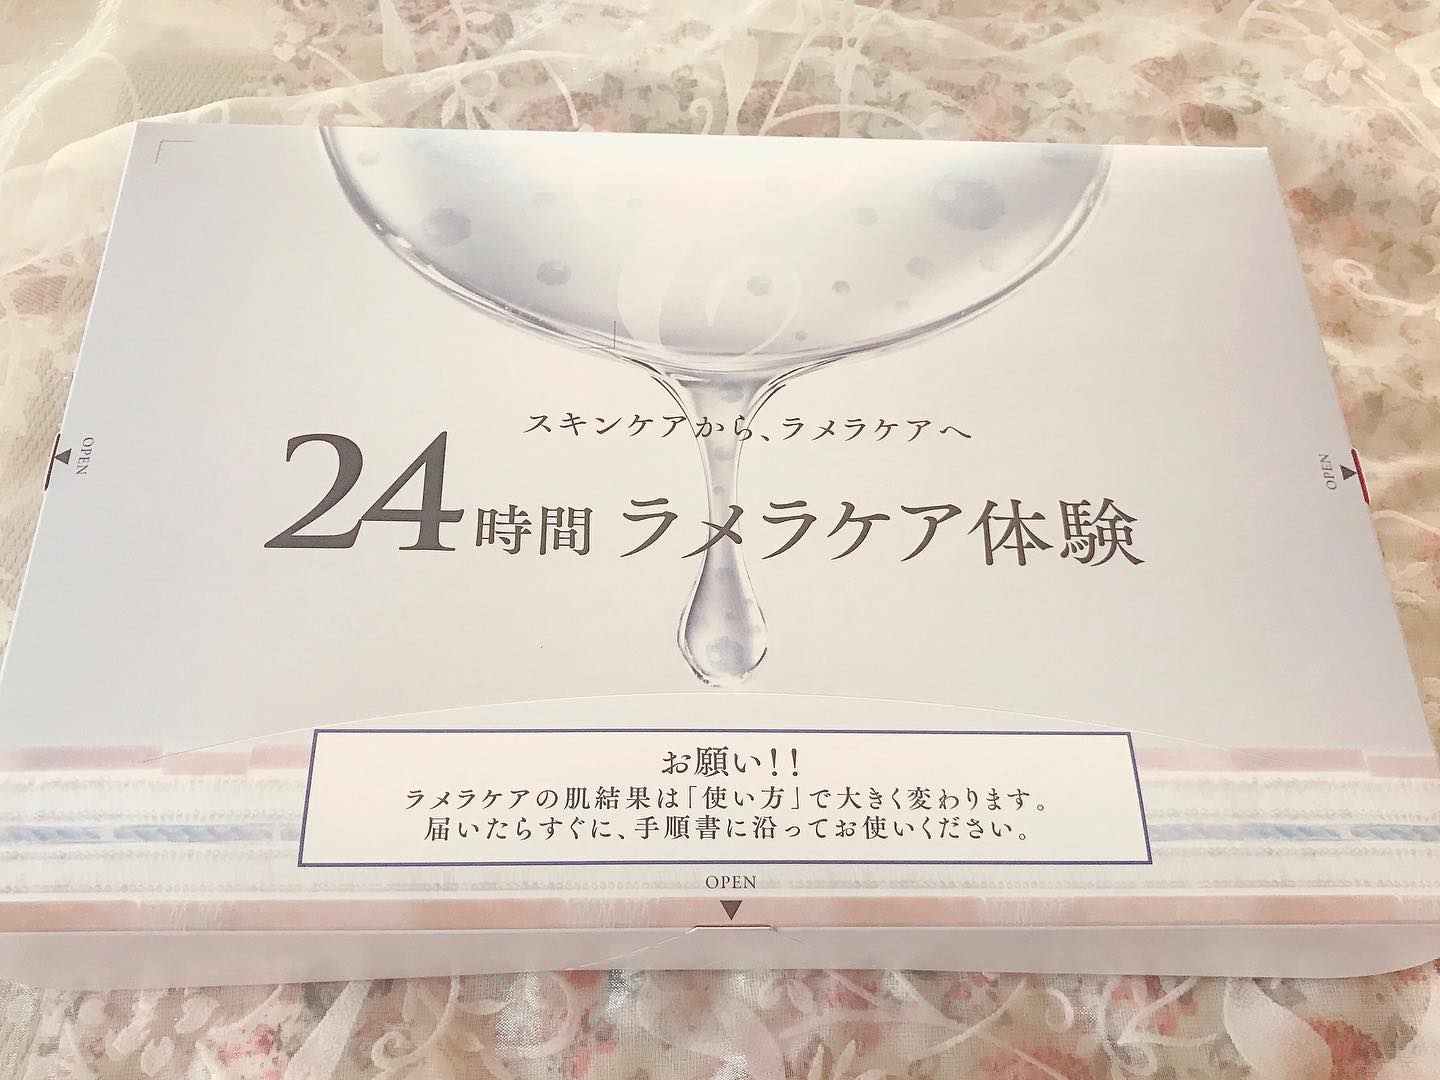 スキンケアから、ラメラケアへ
24時間 ラメラケア体験
OPEN
OPEN
お願い!!
ラメラケアの肌結果は「使い方」で大きく変わります。
届いたらすぐに、手順書に沿ってお使いください。
OPEN